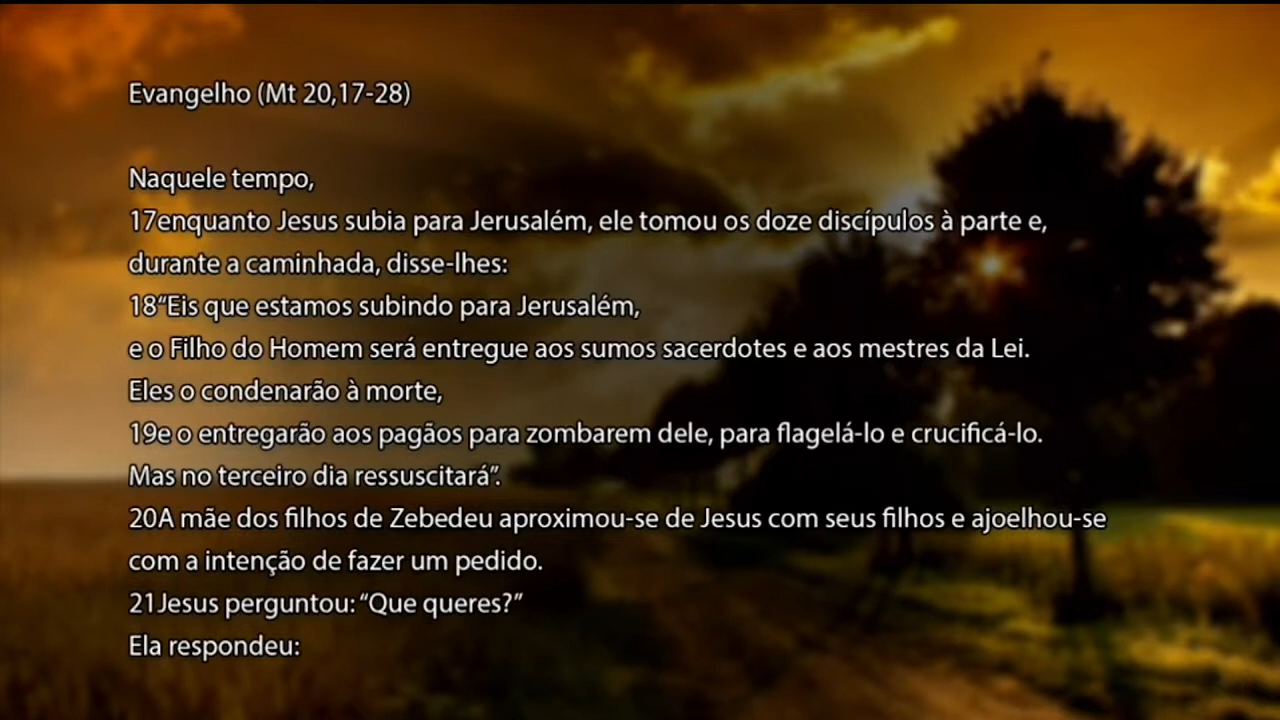 Evangelho (Mt 20,17-28)
Naquele tempo,
17enquanto Jesus subia para Jerusalém, ele tomou os doze discípulos à parte e,
durante a caminhada, disse-lhes:
18“Eis que estamos subindo para Jerusalém,
e o Filho do Homem será entregue aos sumos sacerdotes e aos mestres da Lei.
Eles o condenarão à morte,
19e o entregarão aos pagãos para zombarem dele, para flagelá-lo e crucificá-lo.
Mas no terceiro dia ressuscitará”.
20A mãe dos filhos de Zebedeu aproximou-se de Jesus com seus filhos e ajoelhou-se
com a intenção de fazer um pedido.
21Jesus perguntou: “Que queres?”
Ela respondeu: